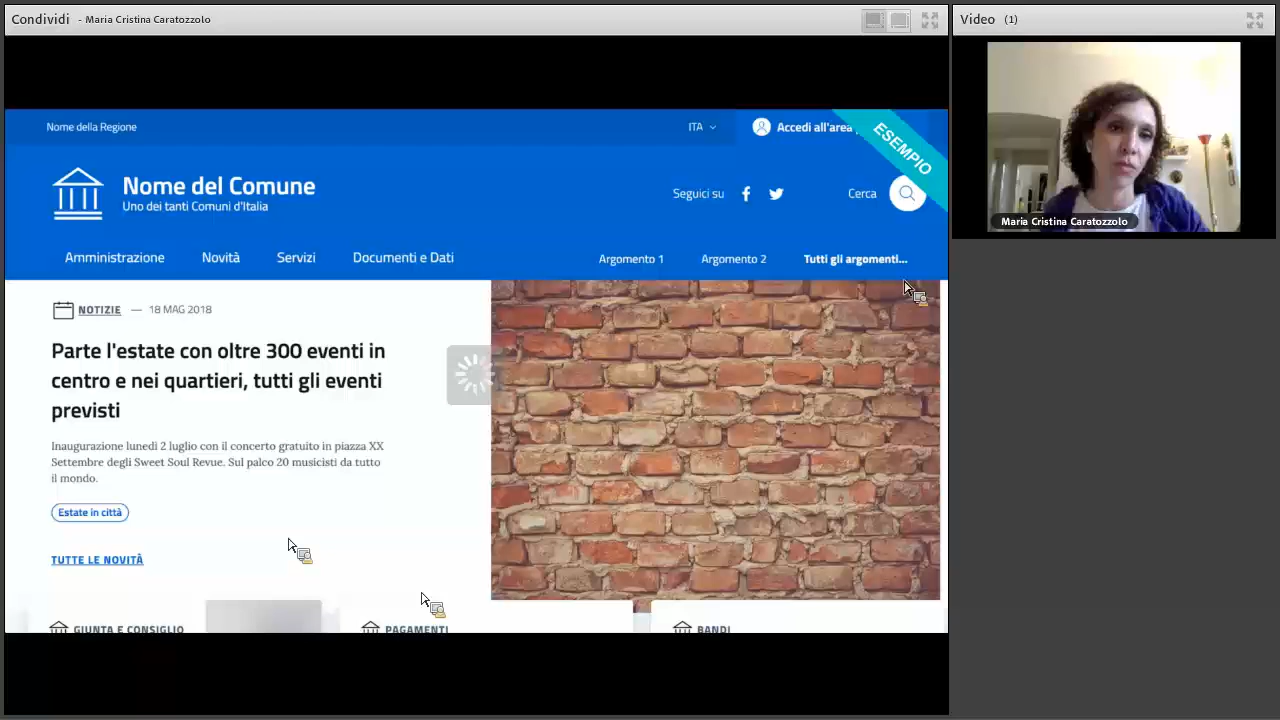 Condividi - Maria Cristina Caratozzolo
Video (1)
Nome della Regione
ITA
Accedi all'area
ESEMPIO
Nome del Comune
Uno dei tanti Comuni d'Italia
Seguici su
Cerca
Amministrazione Novità Servizi Documenti e Dati
Argomento 1 Argomento 2 Tutti gli argomenti...
NOTIZIE — 18 MAG 2018
Parte l'estate con oltre 300 eventi in
centro e nei quartieri, tutti gli eventi
previsti
Inaugurazione lunedì 2 luglio con il concerto gratuito in piazza XX
Settembre degli Sweet Soul Revue. Sul palco 20 musicisti da tutto
il mondo.
Estate in città
TUTTE LE NOVITÀ
GIUNTA E CONSIGLIO
PAGAMENTI
BANDI
Maria Cristina Caratozzolo